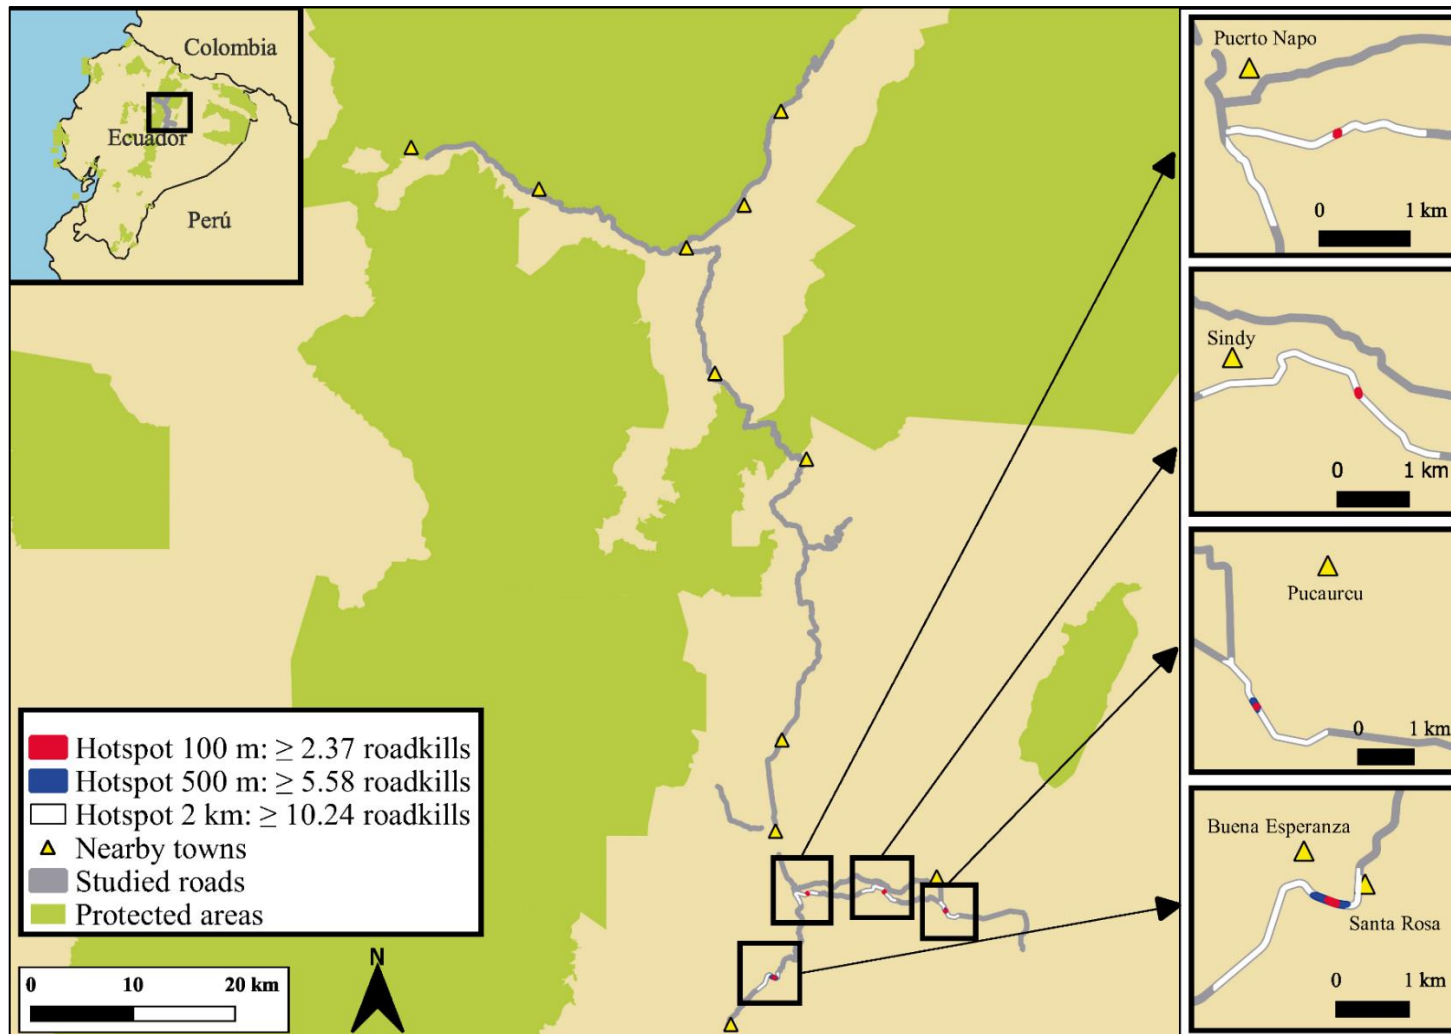 Colombia
Ecuador
Perú
Hotspot 100 m: ≥ 2.37 roadkills
Hotspot 500 m: ≥ 5.58 roadkills
Hotspot 2 km: ≥ 10.24 roadkills
Nearby towns
Studied roads
Protected areas
0 10 20 km
N
Puerto Napo
0 1 km
Sindy
0 1 km
Pucaurcu
0 1 km
Buena Esperanza
Santa Rosa
0 1 km